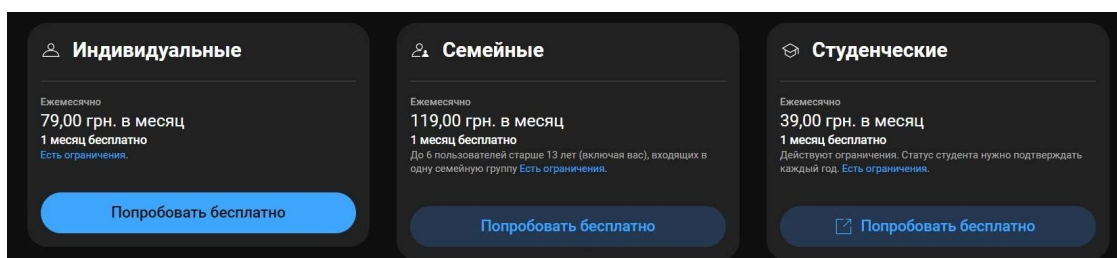 Индивидуальные
Ежемесячно
79,00 грн. в месяц
1 месяц бесплатно
Есть ограничения.
Попробовать бесплатно
Семейные
Ежемесячно
119,00 грн. в месяц
1 месяц бесплатно
До 6 пользователей старше 13 лет (включая вас), входящих в
одну семейную группу Есть ограничения.
Попробовать бесплатно
Студенческие
Ежемесячно
39,00 грн. в месяц
1 месяц бесплатно
Действуют ограничения. Статус студента нужно подтверждать
каждый год. Есть ограничения.
Попробовать бесплатно